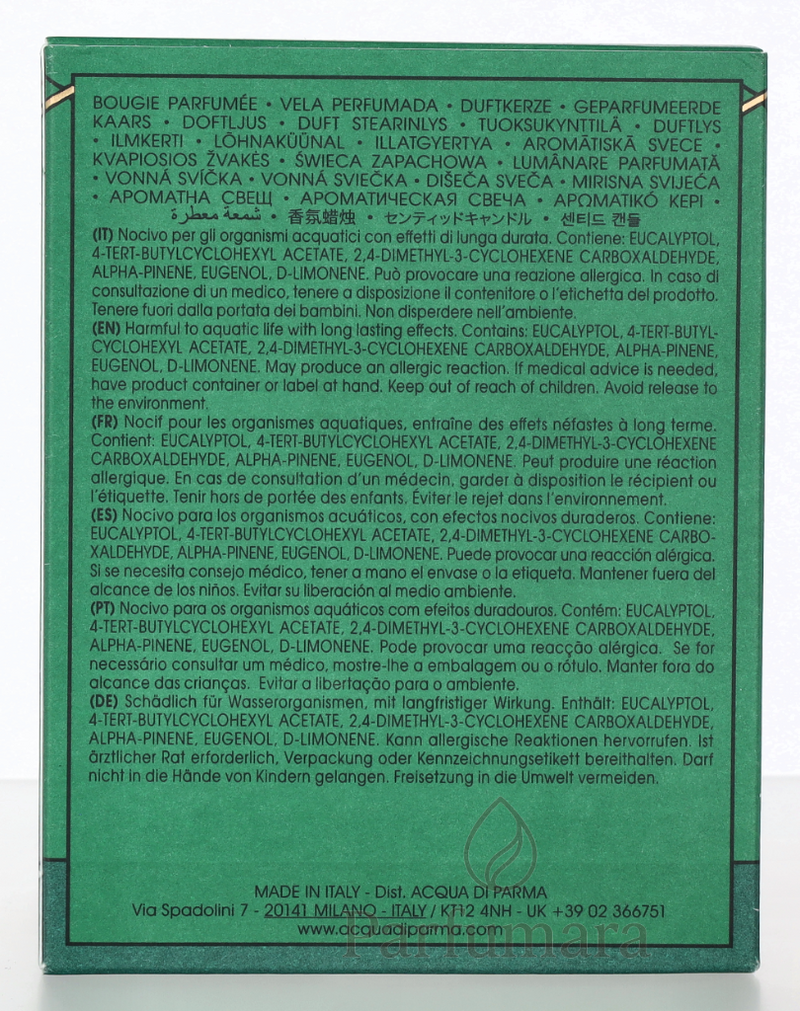 BOUGIE PARFUMÉE • VELA PERFUMADA • DUFTKERZE • GEPARFUMEERDE
KAARS • DOFTLJUS • DUFT STEARINLYS • TUOKSUKYNTTILÄ • DUFTLYS
• ILMKERTI • LÕHNAKÜÜNAL • ILLATGYERTYA • AROMĀTISKĀ SVECE •
KVAPIOSIOS ŽVAKĖS • ŚWIECA ZAPACHOWA • LUMÂNARE PARFUMATĂ
• VONNÁ SVÍČKA • VONNÁ SVIEČKA • DIŠEČA SVEČA • MIRISNA SVIJEĆA
• АРОМАТНА СВЕЩ • АРОМАТИЧЕСКАЯ СВЕЧА • ΑΡΩΜΑΤΙΚΌ ΚΕΡΙ •
شمعة معطرة • 香氛蜡烛 • センティッドキャンドル • 센티드 캔들
(IT) Nocivo per gli organismi acquatici con effetti di lunga durata. Contiene: EUCALYPTOL,
4-TERT-BUTYLCYCLOHEXYL ACETATE, 2,4-DIMETHYL-3-CYCLOHEXENE CARBOXALDEHYDE,
ALPHA-PINENE, EUGENOL, D-LIMONENE. Può provocare una reazione allergica. In caso di
consultazione di un medico, tenere a disposizione il contenitore o l'etichetta del prodotto.
Tenere fuori dalla portata dei bambini. Non disperdere nell'ambiente.
(EN) Harmful to aquatic life with long lasting effects. Contains: EUCALYPTOL, 4-TERT-BUTYL-
CYCLOHEXYL ACETATE, 2,4-DIMETHYL-3-CYCLOHEXENE CARBOXALDEHYDE, ALPHA-PINENE,
EUGENOL, D-LIMONENE. May produce an allergic reaction. If medical advice is needed,
have product container or label at hand. Keep out of reach of children. Avoid release to
the environment.
(FR) Nocif pour les organismes aquatiques, entraîne des effets néfastes à long terme.
Contient: EUCALYPTOL, 4-TERT-BUTYLCYCLOHEXYL ACETATE, 2,4-DIMETHYL-3-CYCLOHEXENE
CARBOXALDEHYDE, ALPHA-PINENE, EUGENOL, D-LIMONENE. Peut produire une réaction
allergique. En cas de consultation d'un médecin, garder à disposition le récipient ou
l'étiquette. Tenir hors de portée des enfants. Éviter le rejet dans l'environnement.
(ES) Nocivo para los organismos acuáticos, con efectos nocivos duraderos. Contiene:
EUCALYPTOL, 4-TERT-BUTYLCYCLOHEXYL ACETATE, 2,4-DIMETHYL-3-CYCLOHEXENE CARBO-
XALDEHYDE, ALPHA-PINENE, EUGENOL, D-LIMONENE. Puede provocar una reacción alérgica.
Si se necesita consejo médico, tener a mano el envase o la etiqueta. Mantener fuera del
alcance de los niños. Evitar su liberación al medio ambiente.
(PT) Nocivo para os organismos aquáticos com efeitos duradouros. Contém: EUCALYPTOL,
4-TERT-BUTYLCYCLOHEXYL ACETATE, 2,4-DIMETHYL-3-CYCLOHEXENE CARBOXALDEHYDE,
ALPHA-PINENE, EUGENOL, D-LIMONENE. Pode provocar uma reacção alérgica. Se for
necessário consultar um médico, mostre-lhe a embalagem ou o rótulo. Manter fora do
alcance das crianças. Evitar a libertação para o ambiente.
(DE) Schädlich für Wasserorganismen, mit langfristiger Wirkung. Enthält: EUCALYPTOL,
4-TERT-BUTYLCYCLOHEXYL ACETATE, 2,4-DIMETHYL-3-CYCLOHEXENE CARBOXALDEHYDE,
ALPHA-PINENE, EUGENOL, D-LIMONENE. Kann allergische Reaktionen hervorrufen. Ist
ärztlicher Rat erforderlich, Verpackung oder Kennzeichnungsetikett bereithalten. Darf
nicht in die Hände von Kindern gelangen. Freisetzung in die Umwelt vermeiden.
MADE IN ITALY - Dist. ACQUA DI PARMA
Via Spadolini 7 - 20141 MILANO - ITALY / KT12 4NH - UK +39 02 366751
www.acquadiparma.com
Parfumara